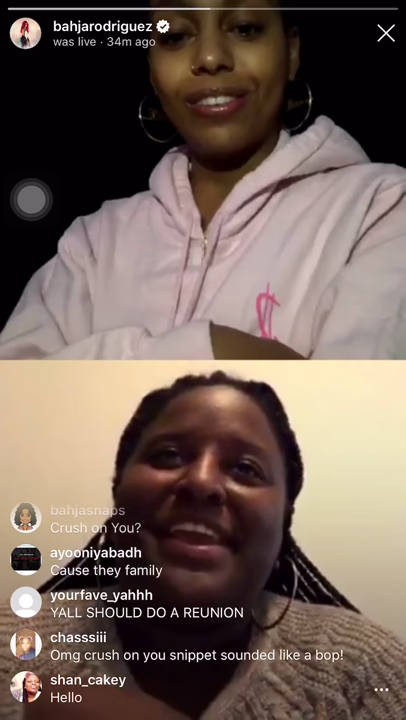 bahjarodriguez
was live · 34m ago
$
bahjasnaps
Crush on You?
ayooniyabadh
Cause they family
yourfave_yahhh
YALL SHOULD DO A REUNION
chasssiii
Omg crush on you snippet sounded like a bop!
shan_cakey
Hello